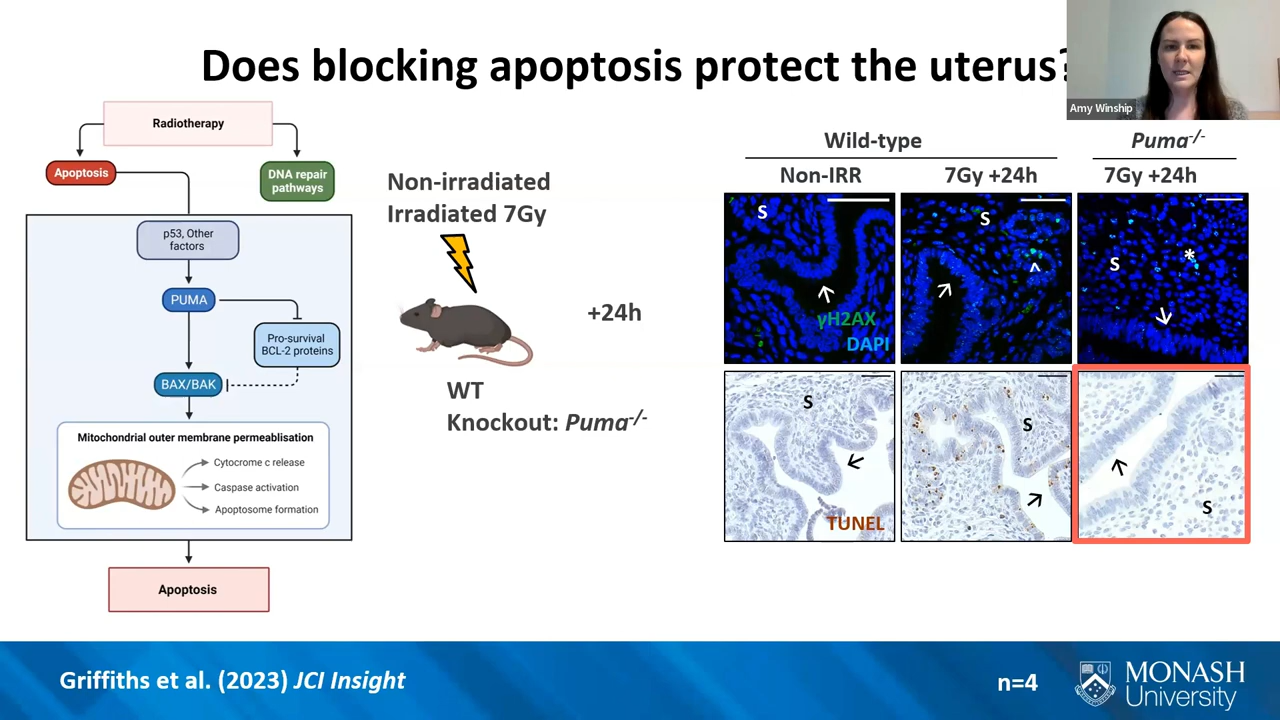 Does blocking apoptosis protect the uterus?
Amy Winship
Radiotherapy
Apoptosis
DNA repair
pathways
p53, Other
factors
PUMA
Pro-survival
BCL-2 proteins
BAX/BAK
Mitochondrial outer membrane permeablisation
Cytocrome c release
Caspase activation
Apoptosome formation
Apoptosis
Non-irradiated
Irradiated 7Gy
+24h
WT
Knockout: Puma-/-
Wild-type
Puma-/-
Non-IRR
7Gy +24h
7Gy +24h
S
S
S
*
^
γH2AX
DAPI
S
S
S
TUNEL
Griffiths et al. (2023) JCI Insight
n=4
MONASH
University